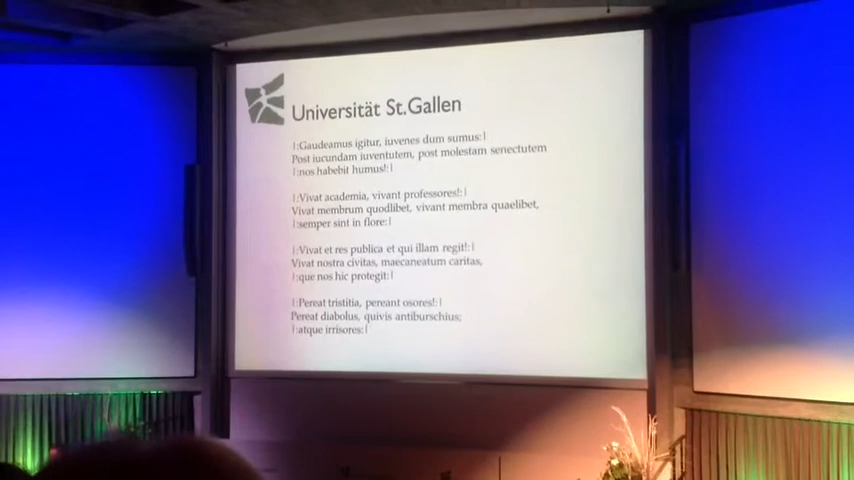 Universität St.Gallen
|:Gaudeamus igitur, iuvenes dum sumus:|
Post iucundam iuventutem, post molestam senectutem
|:nos habebit humus!:|
|:Vivat academia, vivant professores!:|
Vivat membrum quodlibet, vivant membra quaelibet,
|:semper sint in flore:|
|:Vivat et res publica et qui illam regit!:|
Vivat nostra civitas, maecaneatum caritas,
|:que nos hic protegit:|
|:Pereat tristitia, pereant osores!:|
Pereat diabolus, quivis antiburschius;
|:atque irrisores:|